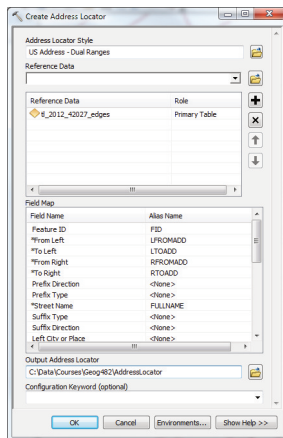 Create Address Locator
Address Locator Style
US Address - Dual Ranges
Reference Data
Reference Data Role
tl_2012_42027_edges Primary Table
Field Map
Field Name Alias Name
Feature ID FID
*From Left LFROMADD
*To Left LTOADD
*From Right RFROMADD
*To Right RTOADD
Prefix Direction <None>
Prefix Type <None>
*Street Name FULLNAME
Suffix Type <None>
Suffix Direction <None>
Left City or Place <None>
Output Address Locator
C:\Data\Courses\Geog482\AddressLocator
Configuration Keyword (optional)
OK Cancel Environments... Show Help >>